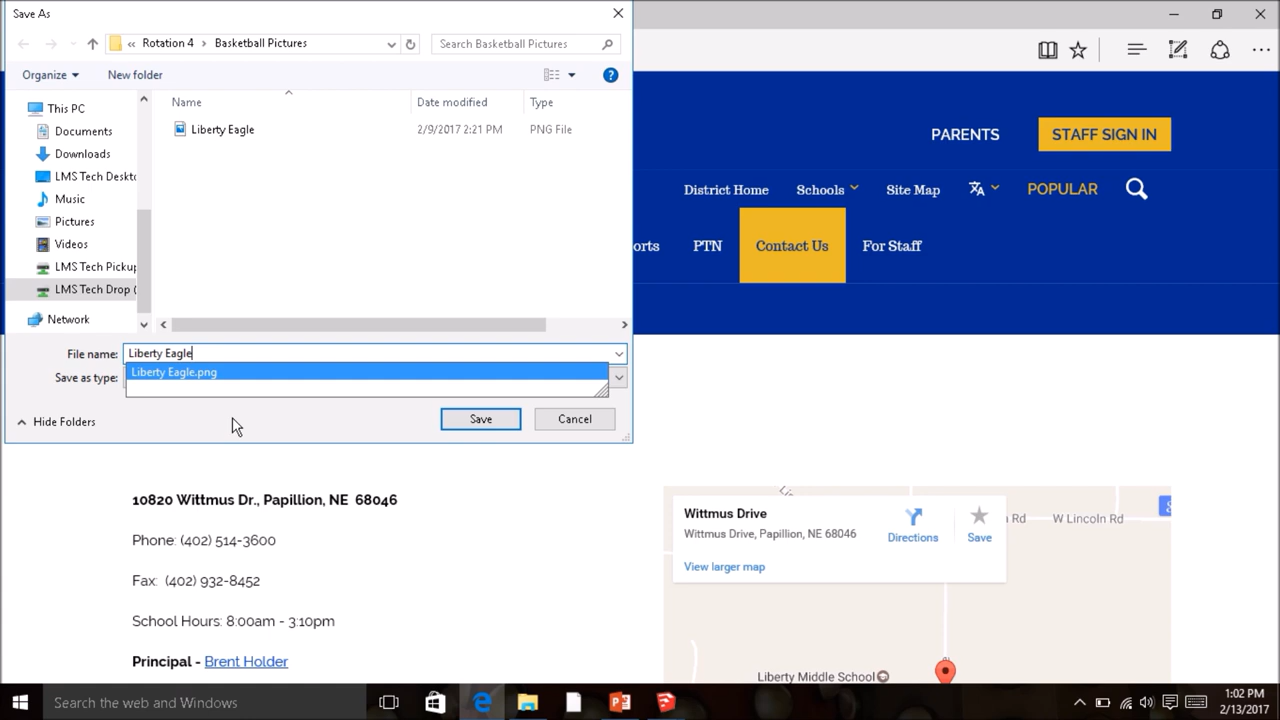 Save As
« Rotation 4 > Basketball Pictures
Search Basketball Pictures
Organize
New folder
Name
Date modified
Type
Liberty Eagle
2/9/2017 2:21 PM
PNG File
This PC
Documents
Downloads
LMS Tech Deskto
Music
Pictures
Videos
LMS Tech Pickup
LMS Tech Drop (
Network
File name:
Liberty Eagle
Liberty Eagle.png
Save as type:
Hide Folders
Save
Cancel
PARENTS
STAFF SIGN IN
District Home
Schools
Site Map
POPULAR
orts
PTN
Contact Us
For Staff
10820 Wittmus Dr., Papillion, NE 68046
Phone: (402) 514-3600
Fax: (402) 932-8452
School Hours: 8:00am - 3:10pm
Principal - Brent Holder
Wittmus Drive
Wittmus Drive, Papillion, NE 68046
Directions
Save
View larger map
n Rd
W Lincoln Rd
Liberty Middle School
Search the web and Windows
1:02 PM
2/13/2017